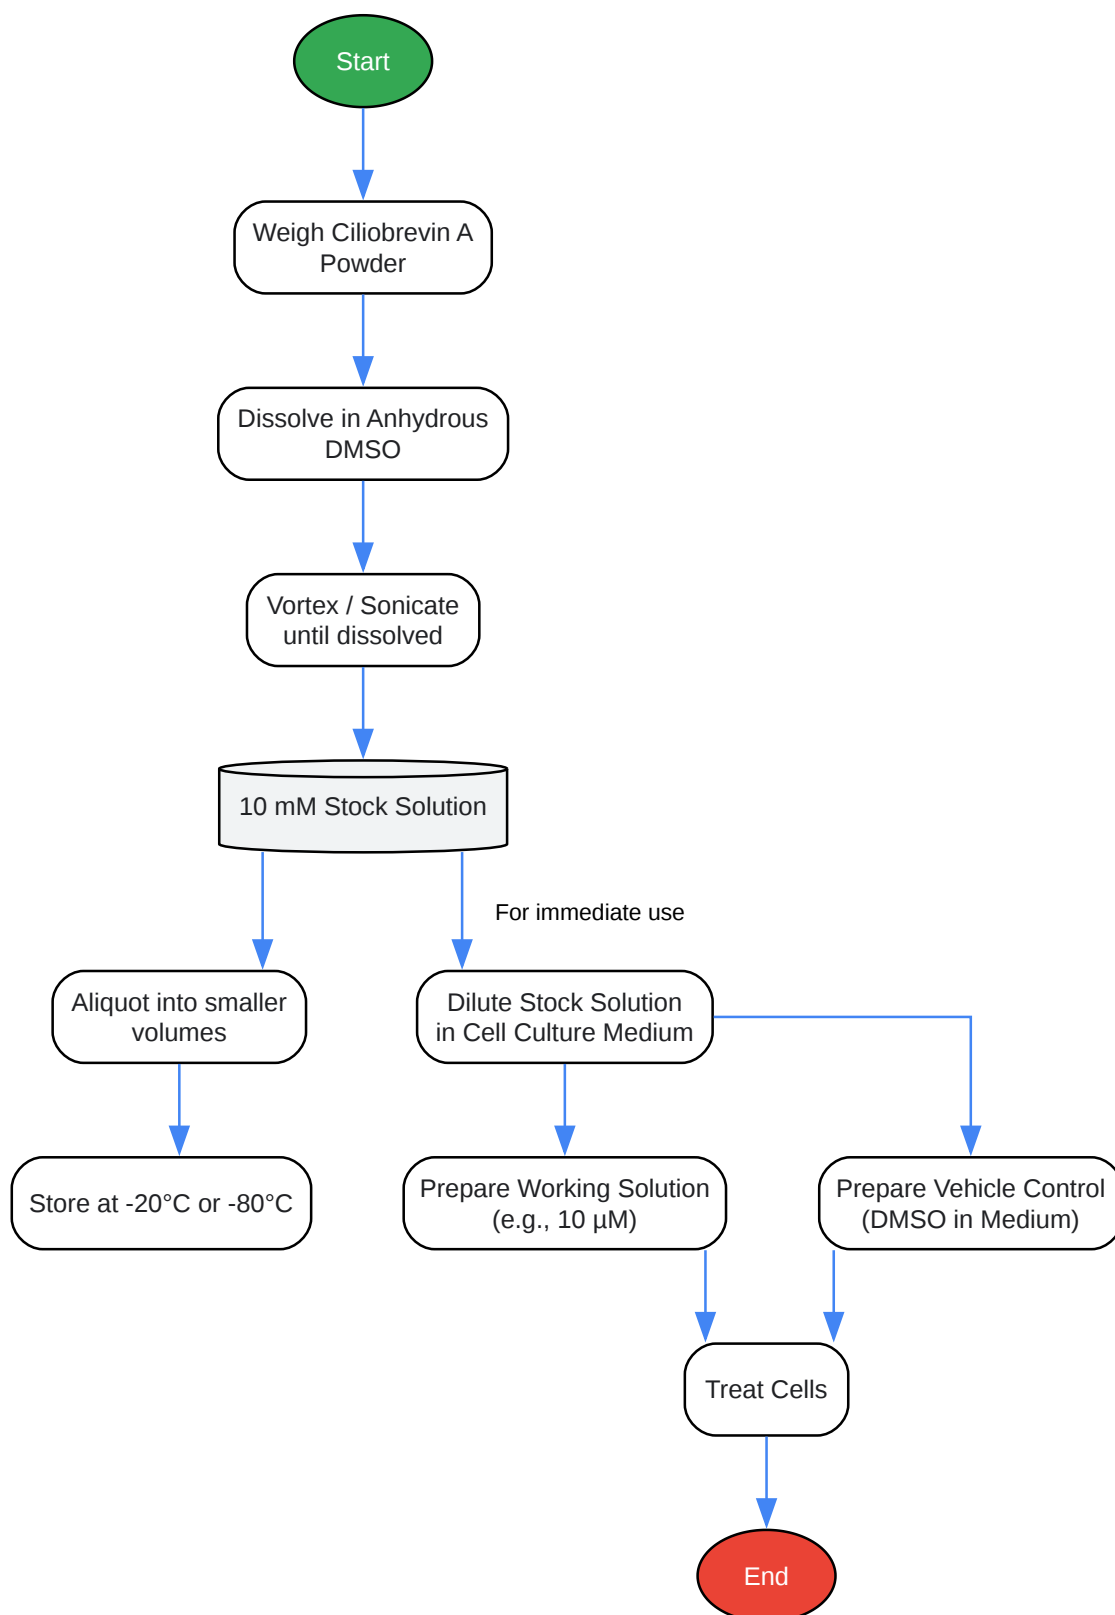 Start
Weigh Ciliobrevin A
Powder
Dissolve in Anhydrous
DMSO
Vortex / Sonicate
until dissolved
10 mM Stock Solution
For immediate use
Aliquot into smaller
volumes
Dilute Stock Solution
in Cell Culture Medium
Store at -20°C or -80°C
Prepare Working Solution
(e.g., 10 µM)
Prepare Vehicle Control
(DMSO in Medium)
Treat Cells
End